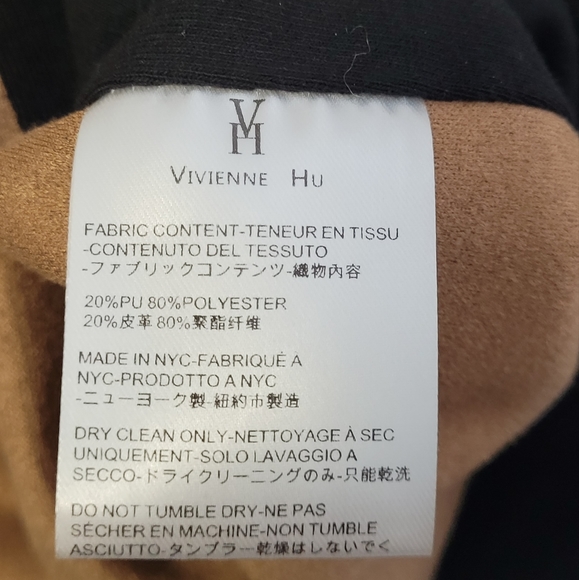 VH
VIVIENNE HU
FABRIC CONTENT-TENEUR EN TISSU
-CONTENUTO DEL TESSUTO
-ファブリックコンテンツ-織物內容
20%PU 80%POLYESTER
20%皮革 80%聚酯纤维
MADE IN NYC-FABRIQUÉ A
NYC-PRODOTTO A NYC
-ニューヨーク製-紐約市製造
DRY CLEAN ONLY-NETTOYAGE À SEC
UNIQUEMENT-SOLO LAVAGGIO A
SECCO-ドライクリーニングのみ-只能乾洗
DO NOT TUMBLE DRY-NE PAS
SÉCHER EN MACHINE-NON TUMBLE
ASCIUTTO-タンブラー乾燥はしないでく